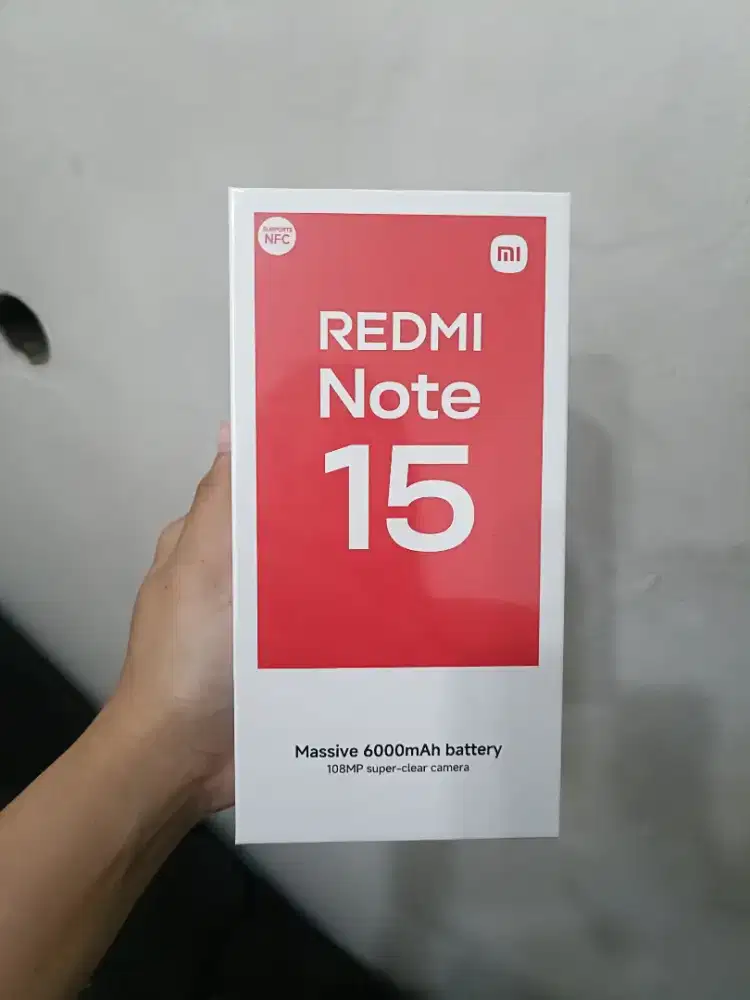 SUPPORTS
NFC
mi
REDMI
Note
15
Massive 6000mAh battery
108MP super-clear camera